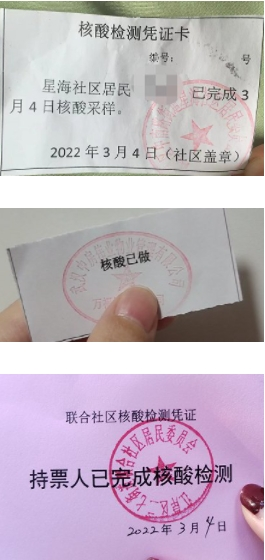 核酸检测凭证卡
编号: 号
星海社区居民 已完成3
月4日核酸采样。
2022年3月4日(社区盖章)
核酸已做
联合社区核酸检测凭证
持票人已完成核酸检测
2022年3月4日